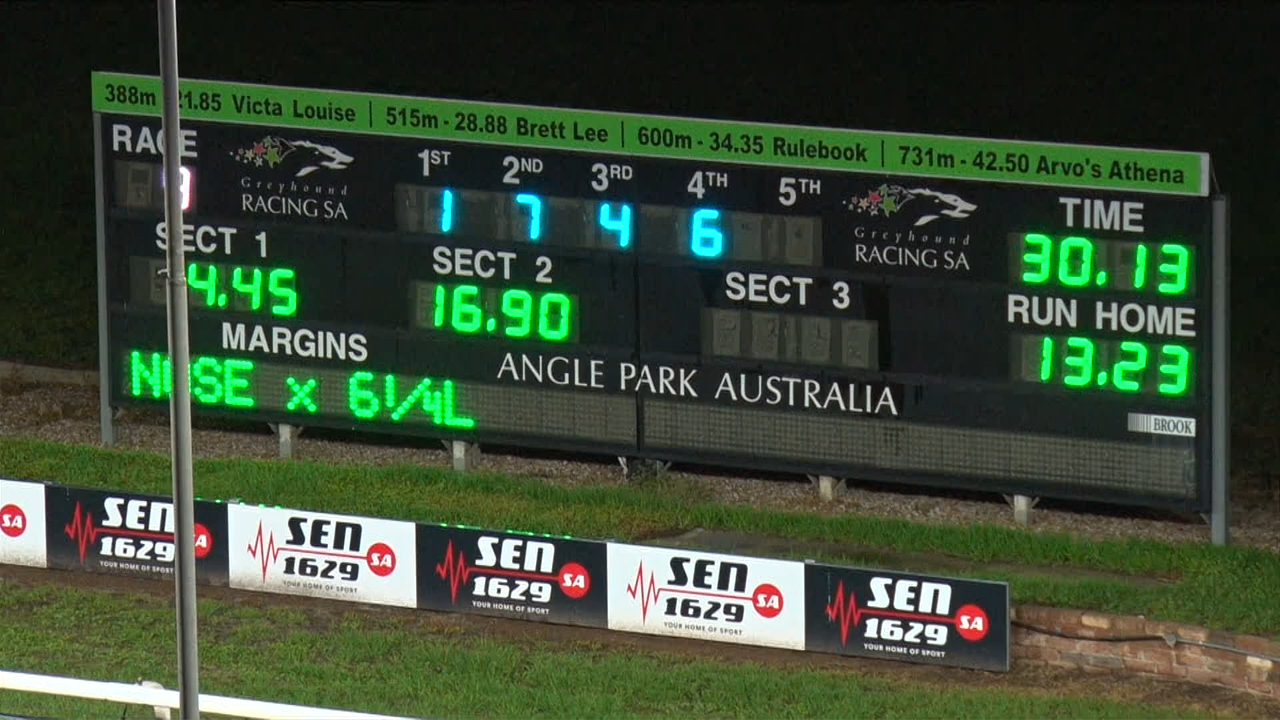 388m 21.85 Victa Louise | 515m - 28.88 Brett Lee | 600m - 34.35 Rulebook | 731m - 42.50 Arvo's Athena
RACE
Greyhound
RACING SA
1ST 2ND 3RD 4TH 5TH
1 7 4 6
Greyhound
RACING SA
TIME
30.13
SECT 1
4.45
SECT 2
16.90
SECT 3
RUN HOME
13.23
MARGINS
NOSE x 6 1/4L
ANGLE PARK AUSTRALIA
BROOK
SA
SEN
1629
SA
YOUR HOME OF SPORT
SEN
1629
SA
YOUR HOME OF SPORT
SEN
1629
SA
YOUR HOME OF SPORT
SEN
1629
SA
YOUR HOME OF SPORT
SEN
1629
SA
YOUR HOME OF SPORT